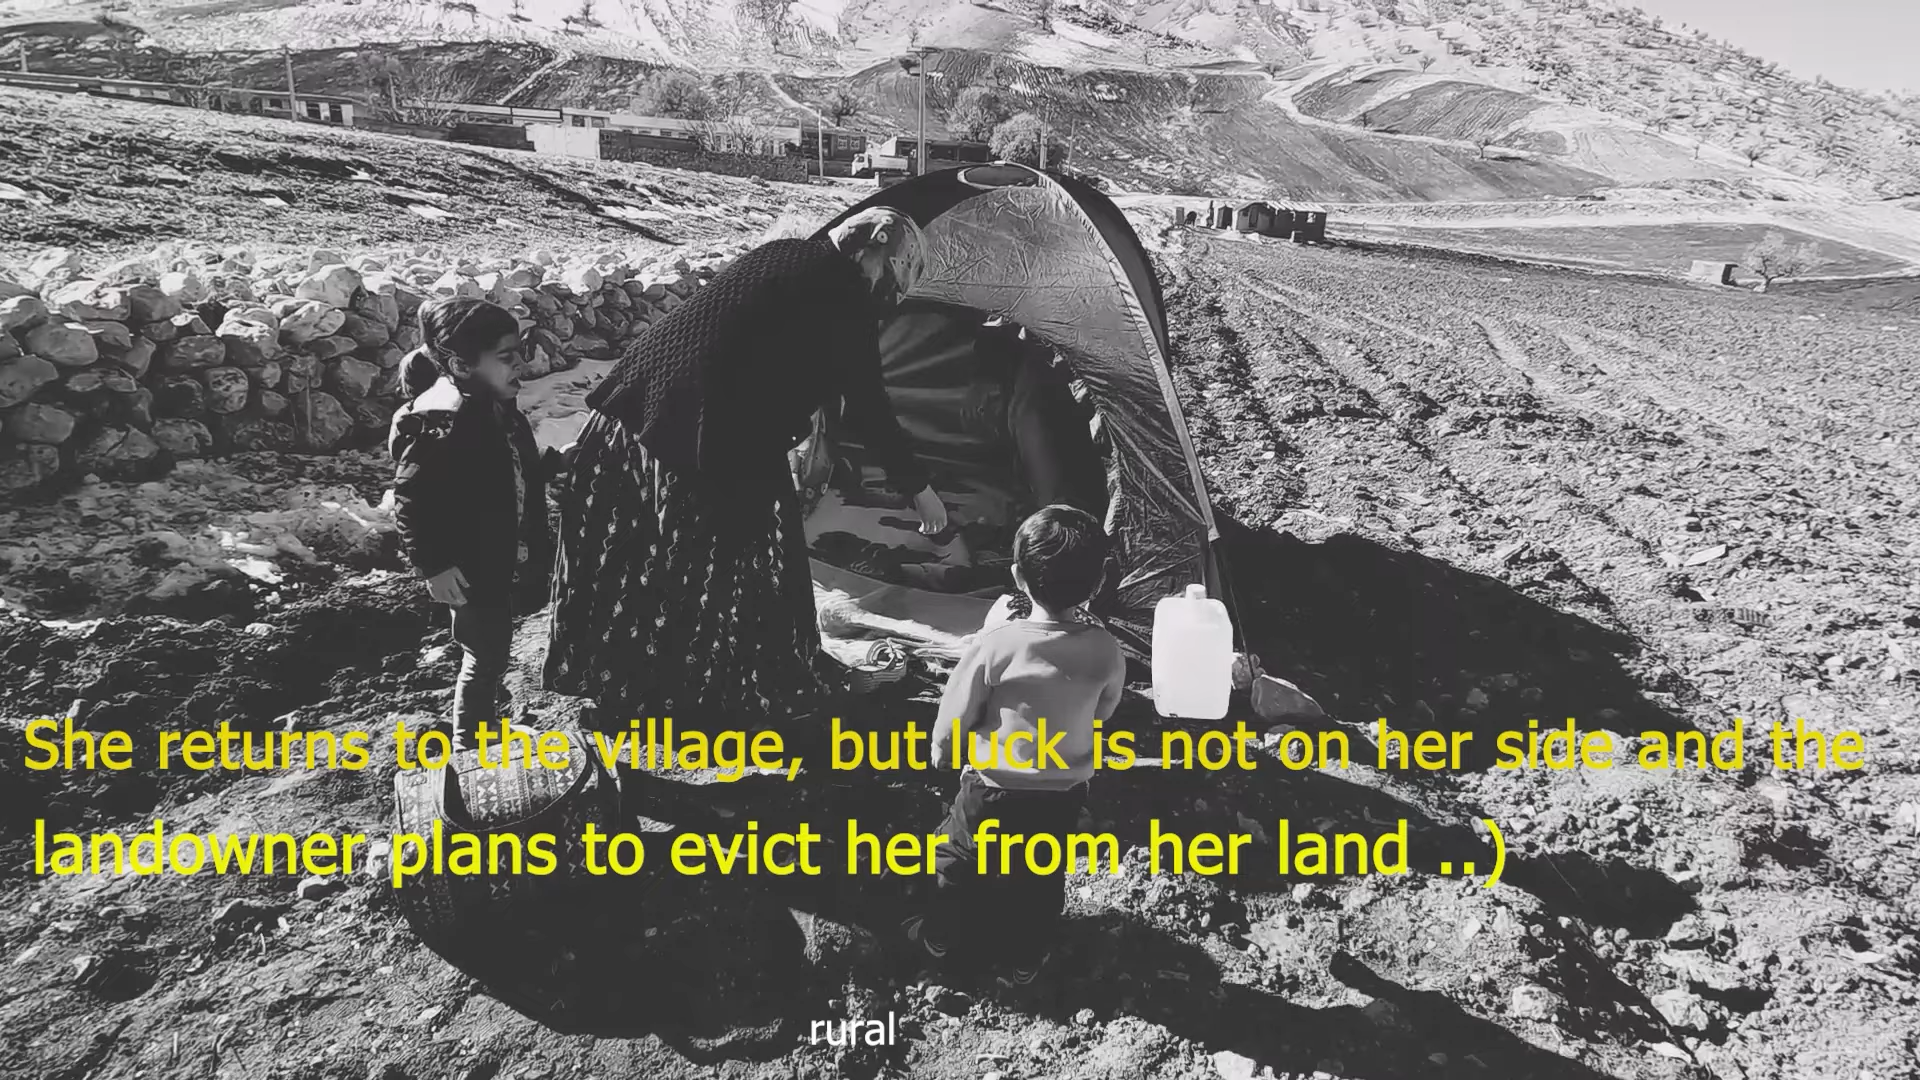 She returns to the village, but luck is not on her side and the
landowner plans to evict her from her land ..)
rural